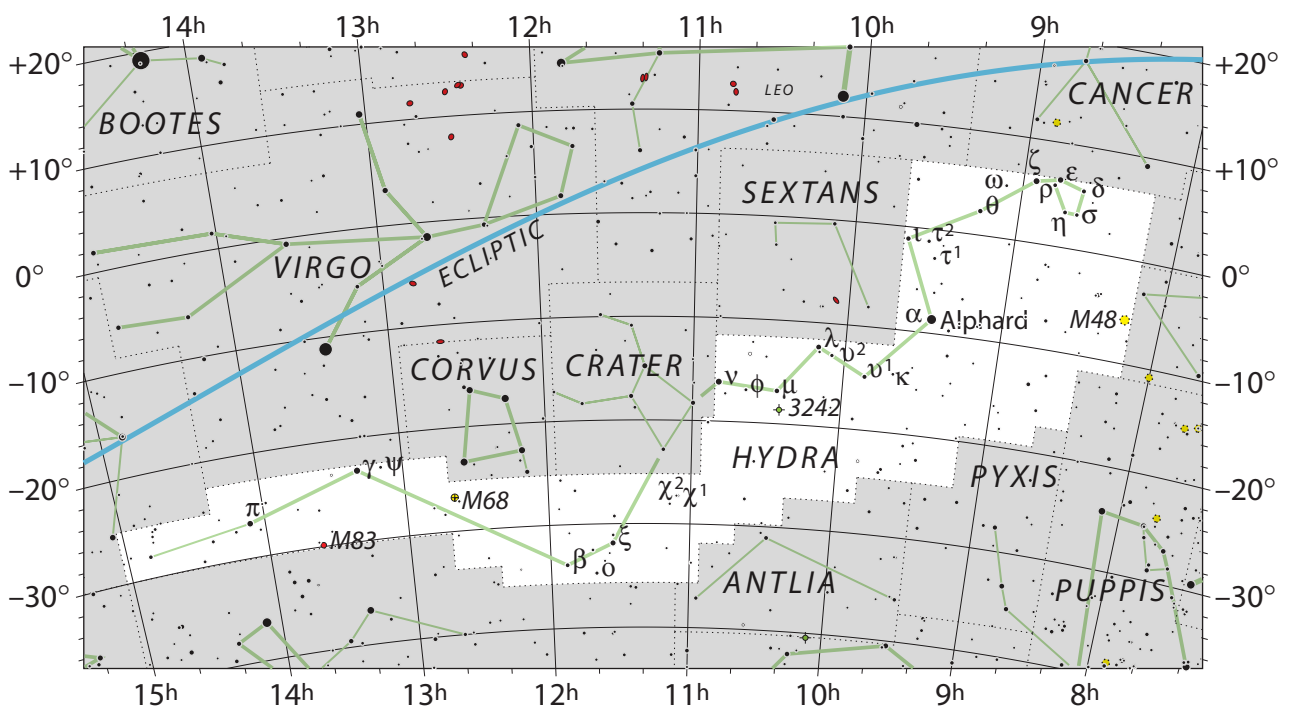 14h 13h 12h 11h 10h 9h
+20° +20°
LEO
CANCER
BOOTES
+10° +10°
ζ ε
ω ρ δ
SEXTANS
θ η σ
ι τ²
τ¹
VIRGO
ECLIPTIC
0° 0°
α Alphard
M48
λ
υ²
CORVUS
CRATER
υ¹ κ
ν φ μ
−10° −10°
3242
HYDRA
γ ψ
PYXIS
χ² χ¹
−20° −20°
M68
π
M83
ξ
β
ο
ANTLIA
PUPPIS
−30° −30°
15h 14h 13h 12h 11h 10h 9h 8h